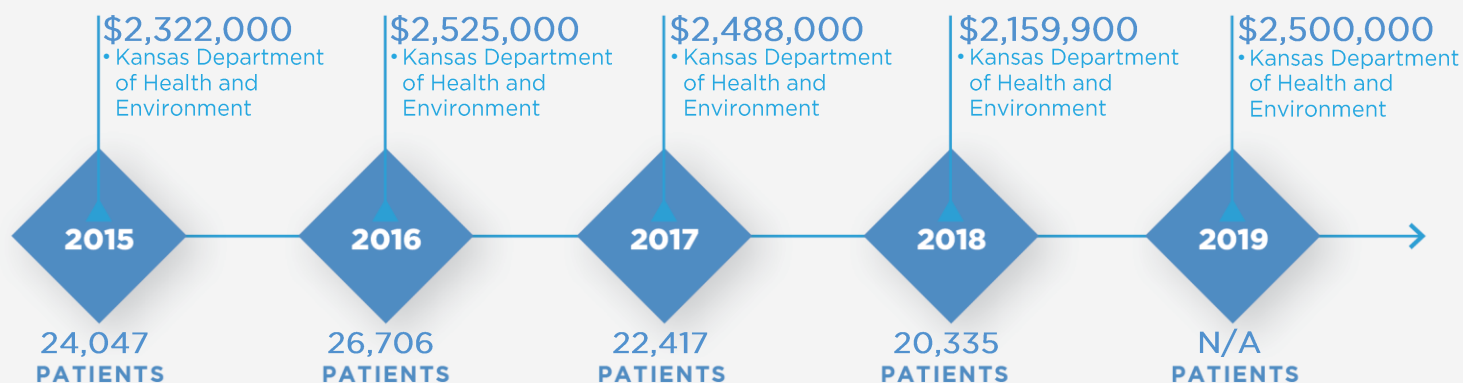 $2,322,000
• Kansas Department
of Health and
Environment
$2,525,000
• Kansas Department
of Health and
Environment
$2,488,000
• Kansas Department
of Health and
Environment
$2,159,900
• Kansas Department
of Health and
Environment
$2,500,000
• Kansas Department
of Health and
Environment
2015
2016
2017
2018
2019
24,047
PATIENTS
26,706
PATIENTS
22,417
PATIENTS
20,335
PATIENTS
N/A
PATIENTS